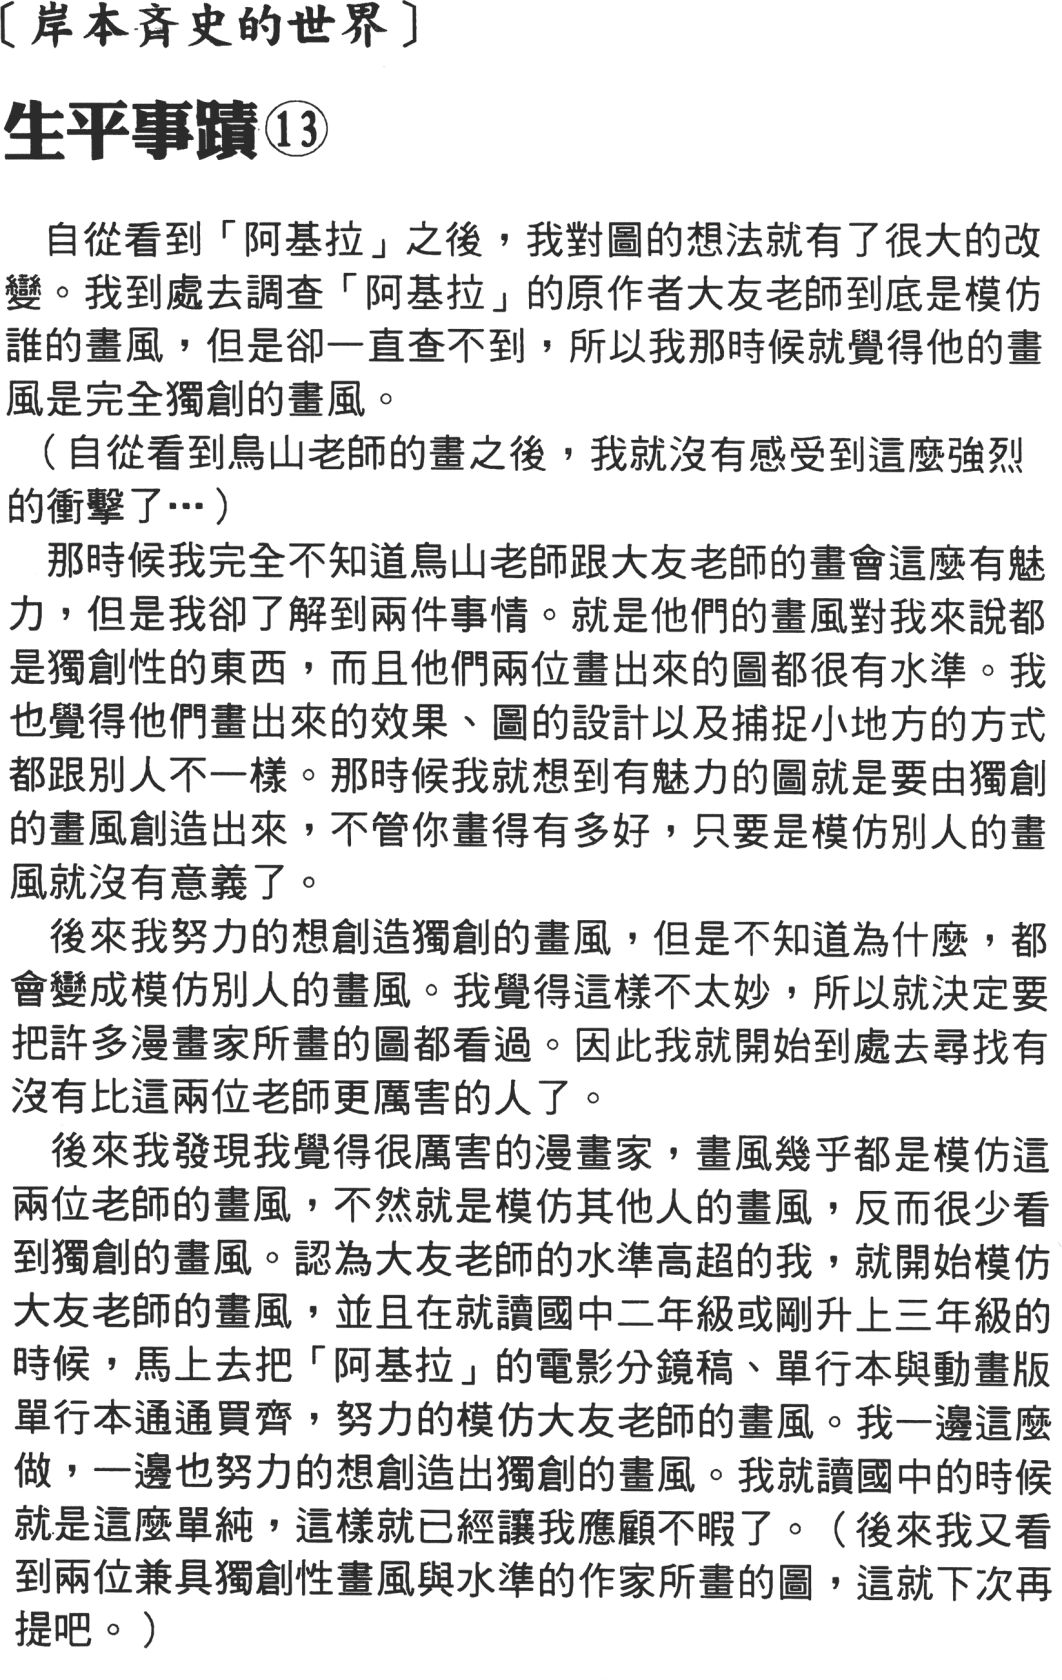 〔岸本斉史的世界〕
生平事蹟⑬
自從看到「阿基拉」之後，我對圖的想法就有了很大的改
變。我到處去調查「阿基拉」的原作者大友老師到底是模仿
誰的畫風，但是卻一直查不到，所以我那時候就覺得他的畫
風是完全獨創的畫風。
（自從看到鳥山老師的畫之後，我就沒有感受到這麼強烈
的衝擊了…）
那時候我完全不知道鳥山老師跟大友老師的畫會這麼有魅
力，但是我卻了解到兩件事情。就是他們的畫風對我來說都
是獨創性的東西，而且他們兩位畫出來的圖都很有水準。我
也覺得他們畫出來的效果、圖的設計以及捕捉小地方的方式
都跟別人不一樣。那時候我就想到有魅力的圖就是要由獨創
的畫風創造出來，不管你畫得有多好，只要是模仿別人的畫
風就沒有意義了。
後來我努力的想創造獨創的畫風，但是不知道為什麼，都
會變成模仿別人的畫風。我覺得這樣不太妙，所以就決定要
把許多漫畫家所畫的圖都看過。因此我就開始到處去尋找有
沒有比這兩位老師更厲害的人了。
後來我發現我覺得很厲害的漫畫家，畫風幾乎都是模仿這
兩位老師的畫風，不然就是模仿其他人的畫風，反而很少看
到獨創的畫風。認為大友老師的水準高超的我，就開始模仿
大友老師的畫風，並且在就讀國中二年級或剛升上三年級的
時候，馬上去把「阿基拉」的電影分鏡稿、單行本與動畫版
單行本通通買齊，努力的模仿大友老師的畫風。我一邊這麼
做，一邊也努力的想創造出獨創的畫風。我就讀國中的時候
就是這麼單純，這樣就已經讓我應顧不暇了。（後來我又看
到兩位兼具獨創性畫風與水準的作家所畫的圖，這就下次再
提吧。）